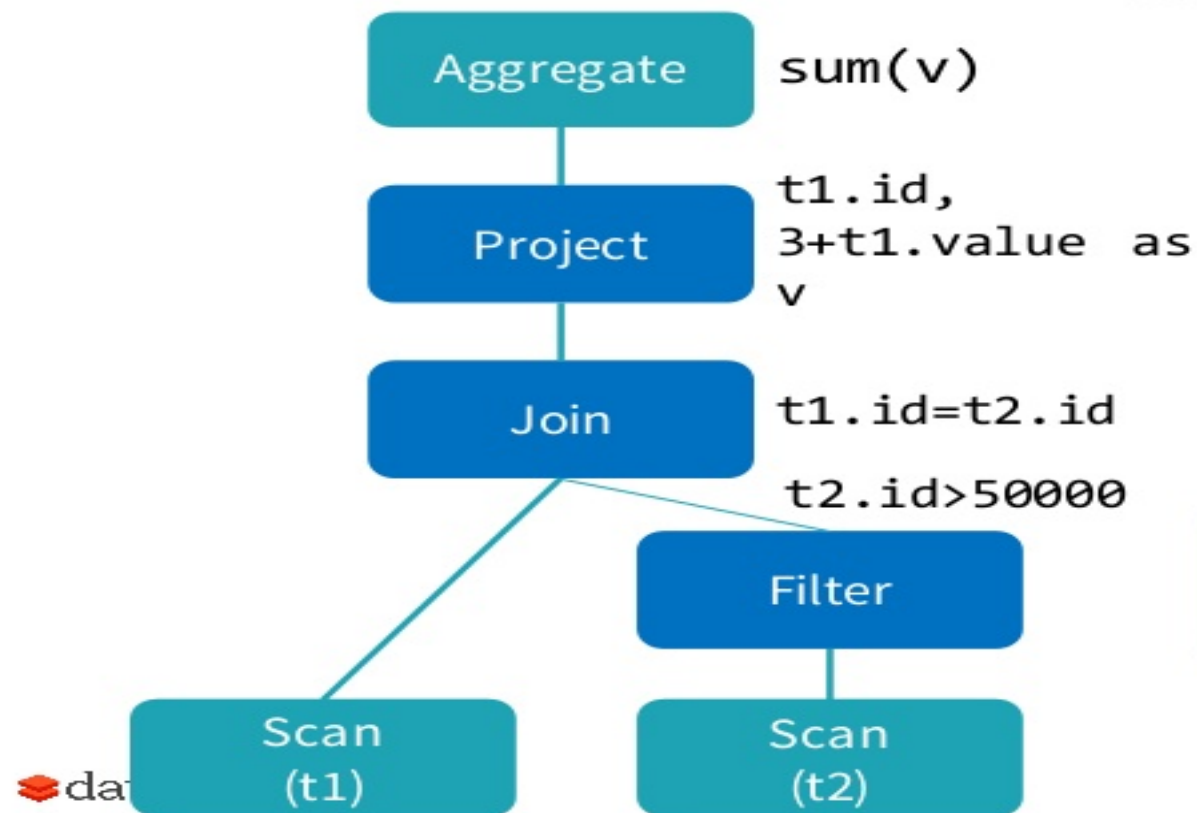 Aggregate
sum(v)
Project
t1.id,
3+t1.value as
v
Join
t1.id=t2.id
t2.id>50000
Filter
Scan
(t1)
Scan
(t2)